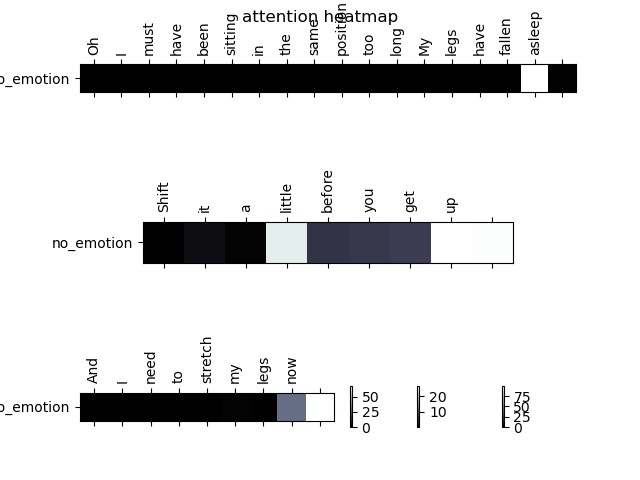 attention heatmap
Oh I must have been sitting in the same position too long My legs have fallen asleep
o_emotion
Shift it a little before you get up
no_emotion
And I need to stretch my legs now
o_emotion
50
25
0
20
10
75
50
25
0